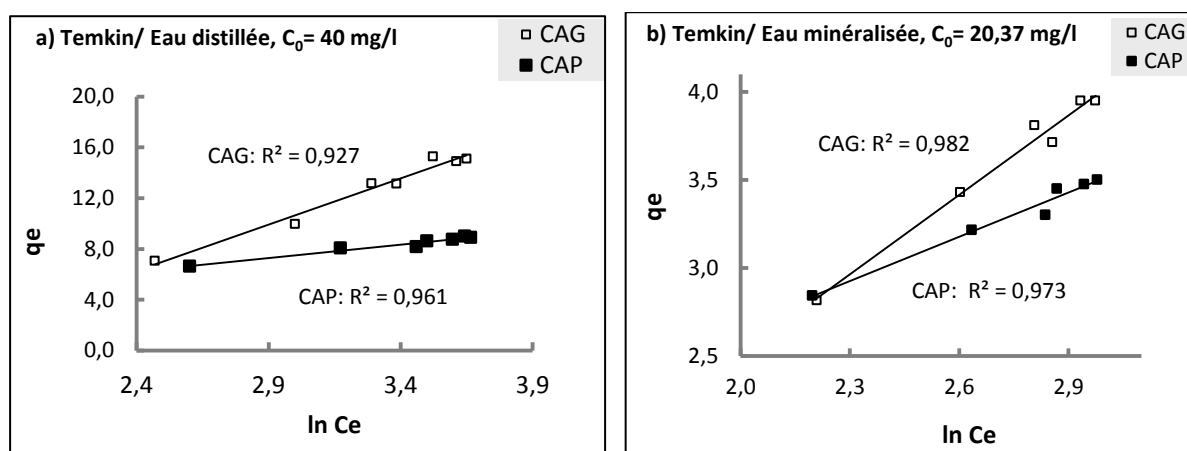 a) Temkin/ Eau distillée, C0= 40 mg/l
CAG
CAP
20,0
16,0
12,0
8,0
4,0
0,0
qe
CAG: R² = 0,927
CAP: R² = 0,961
2,4 2,9 3,4 3,9
ln Ce
b) Temkin/ Eau minéralisée, C0= 20,37 mg/l
CAG
CAP
4,0
3,5
3,0
2,5
qe
CAG: R² = 0,982
CAP: R² = 0,973
2,0 2,3 2,6 2,9
ln Ce